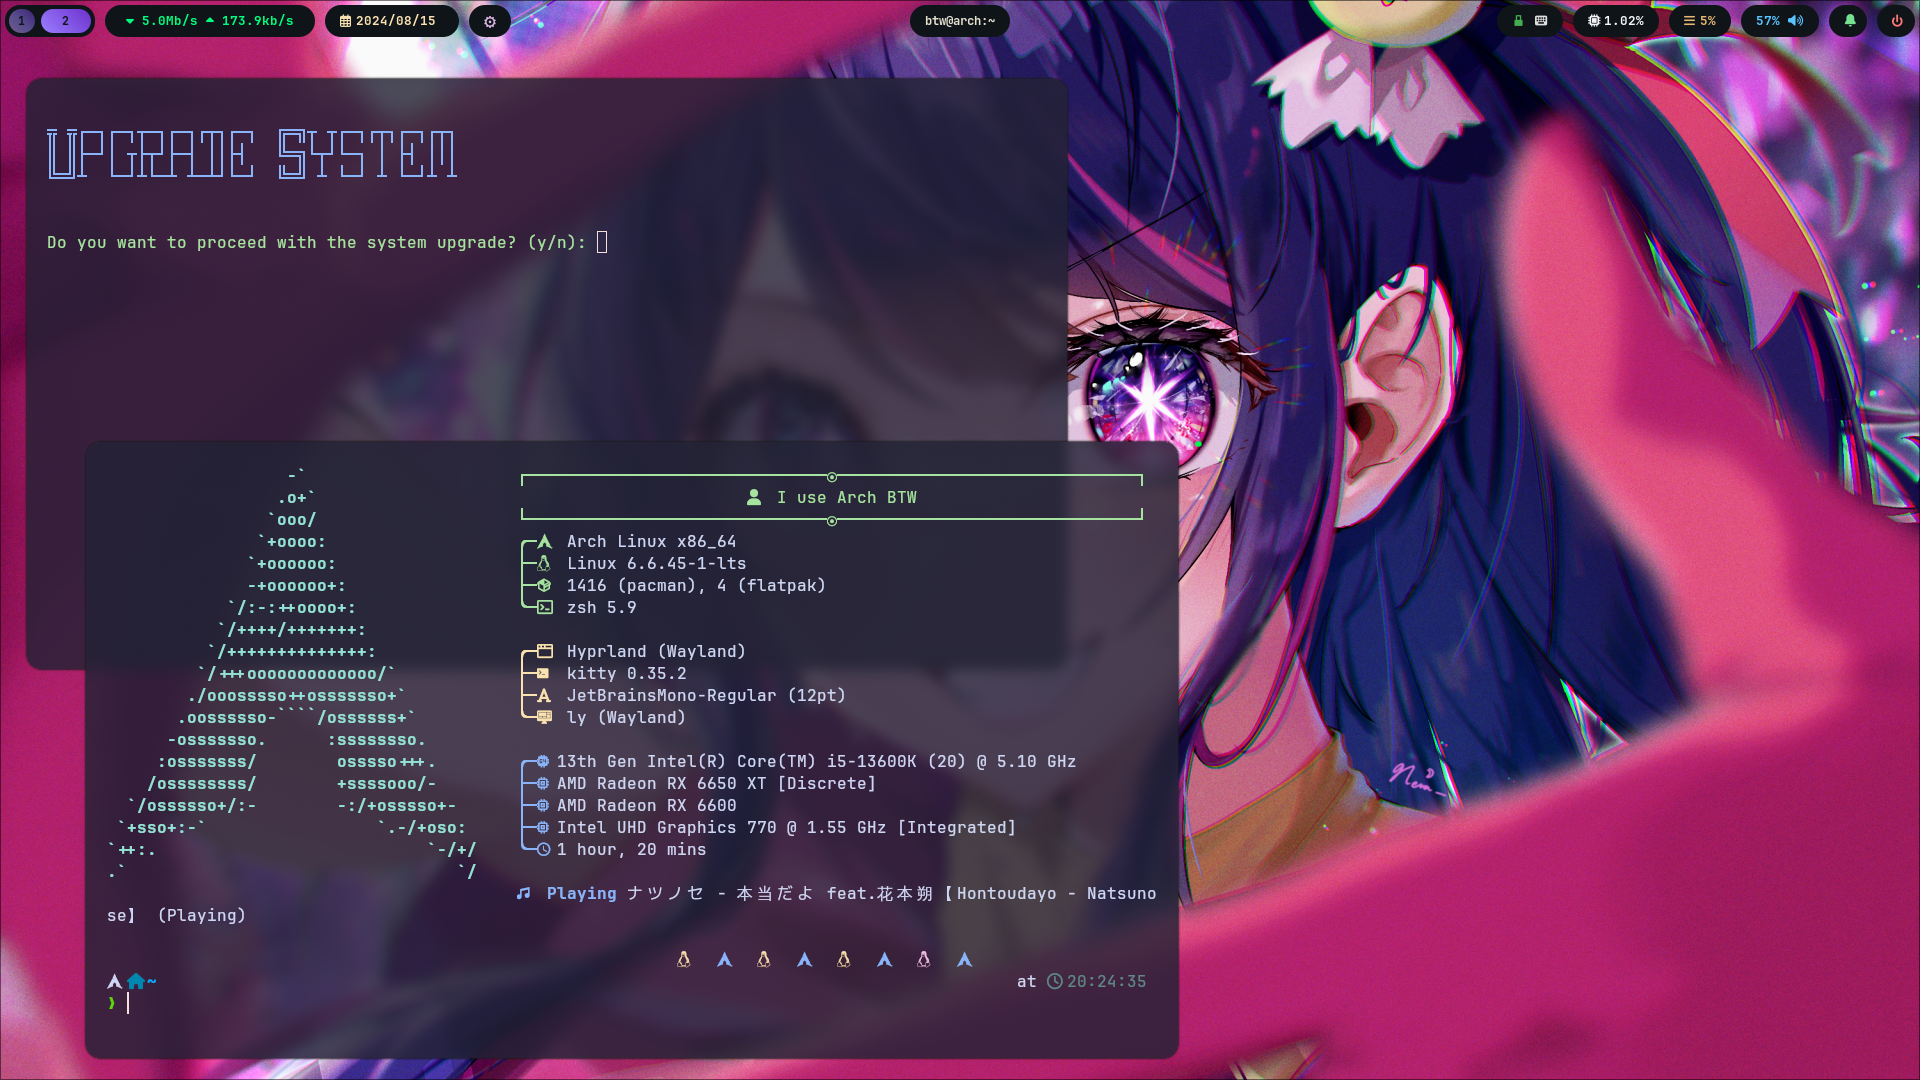 1 2 5.0Mb/s 173.9kb/s 2024/08/15 btw@arch:~ 1.02% 5% 57%
UPGRADE SYSTEM
Do you want to proceed with the system upgrade? (y/n):
-`
.o+`
`ooo/
`+oooo:
`+oooooo:
-+oooooo+:
`/:-:++oooo+:
`/++++/+++++++:
`/++++++++++++++:
`/+++ooooooooooooo/`
./ooosssso++osssssso+`
.oossssso-````/ossssss+`
-osssssso.      :ssssssso.
:osssssss/        osssso+++.
/ossssssss/        +ssssooo/-
`/ossssso+/:-        -:/+osssso+-
`+sso+:-`                 `.-/+oso:
`++:.                           `-/+/
.`                                 `/
I use Arch BTW
Arch Linux x86_64
Linux 6.6.45-1-lts
1416 (pacman), 4 (flatpak)
zsh 5.9
Hyprland (Wayland)
kitty 0.35.2
JetBrainsMono-Regular (12pt)
ly (Wayland)
13th Gen Intel(R) Core(TM) i5-13600K (20) @ 5.10 GHz
AMD Radeon RX 6650 XT [Discrete]
AMD Radeon RX 6600
Intel UHD Graphics 770 @ 1.55 GHz [Integrated]
1 hour, 20 mins
Playing ナツノセ - 本当だよ feat.花本朔【Hontoudayo - Natsuno
se】 (Playing)
~ at 20:24:35
❯